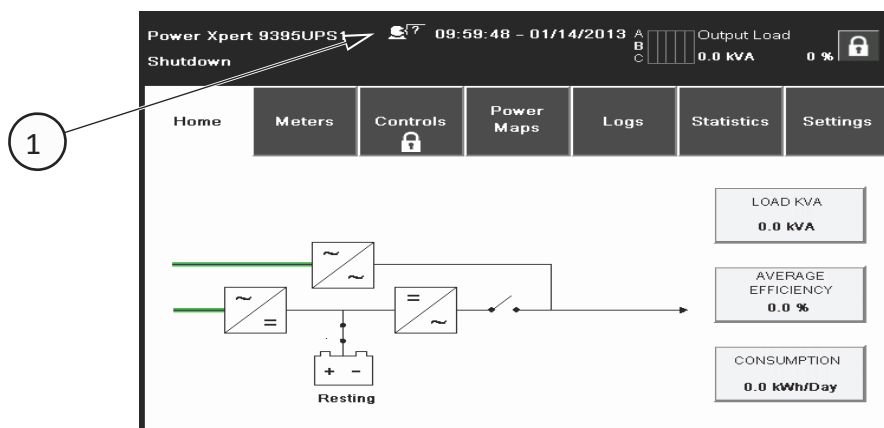 Power Xpert 9395UPS1
? 09:59:48 - 01/14/2013
Shutdown
A
B
C
Output Load
0.0 kVA 0 %
1
Home
Meters
Controls
Power
Maps
Logs
Statistics
Settings
LOAD KVA
0.0 kVA
AVERAGE
EFFICIENCY
0.0 %
CONSUMPTION
0.0 kWh/Day
~
~
~
=
=
~
+ -
Resting